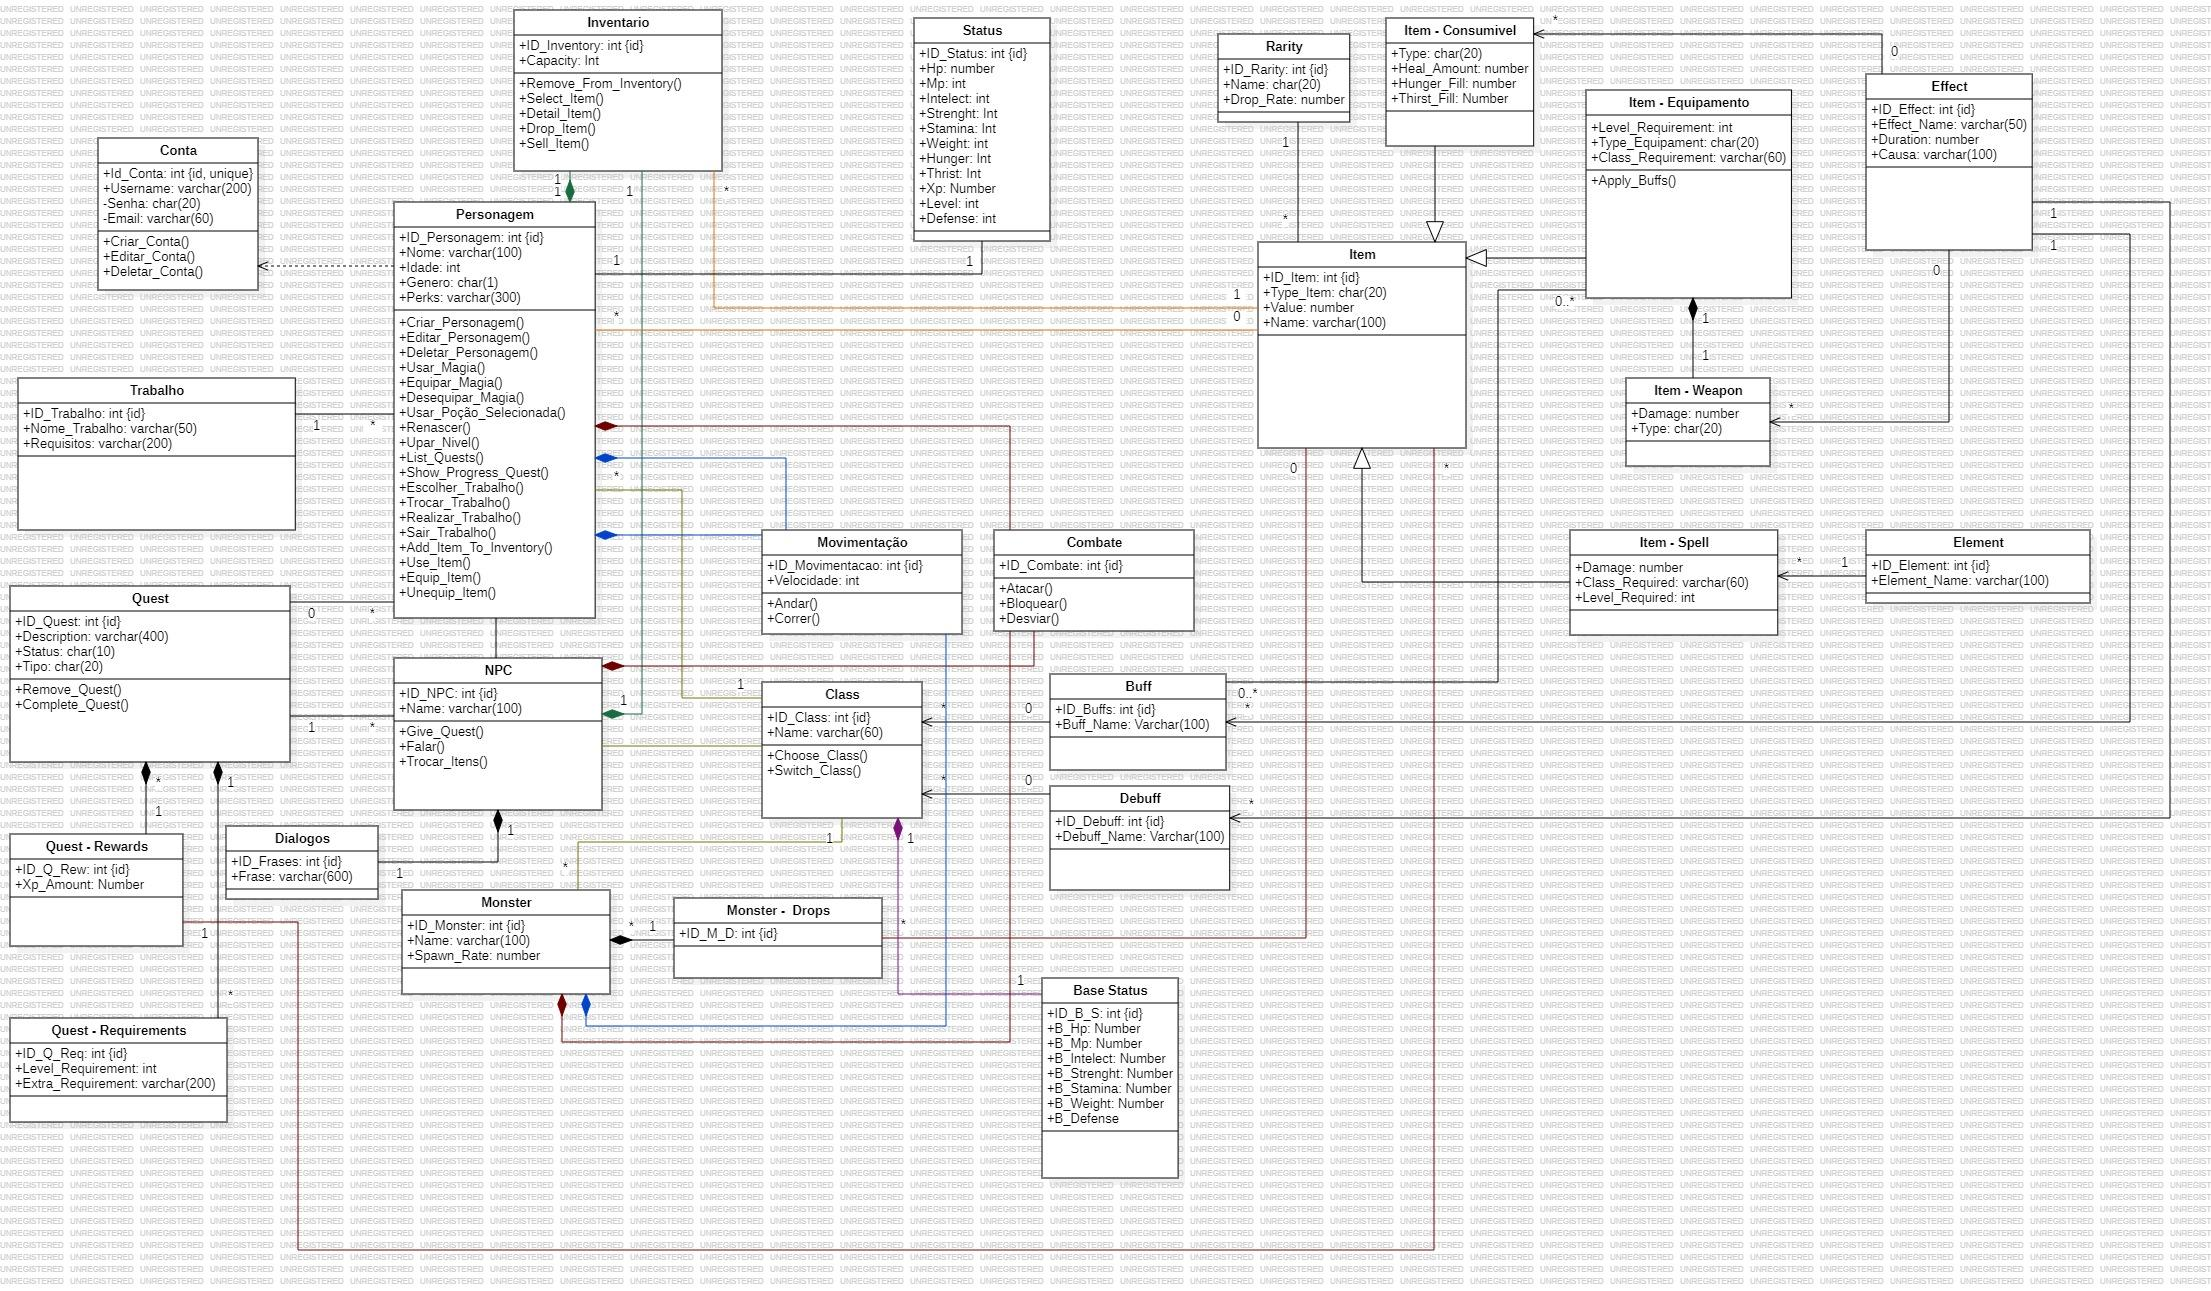 Inventario
+ID_Inventory: int {id}
+Capacity: Int
+Remove_From_Inventory()
+Select_Item()
+Detail_Item()
+Drop_Item()
+Sell_Item()
Status
+ID_Status: int {id}
+Hp: number
+Mp: int
+Intelect: int
+Strenght: Int
+Stamina: Int
+Weight: int
+Hunger: Int
+Thrist: Int
+Xp: Number
+Level: int
+Defense: int
Rarity
+ID_Rarity: int {id}
+Name: char(20)
+Drop_Rate: number
Item - Consumivel
+Type: char(20)
+Heal_Amount: number
+Hunger_Fill: number
+Thirst_Fill: Number
Item - Equipamento
+Level_Requirement: int
+Type_Equipament: char(20)
+Class_Requirement: varchar(60)
+Apply_Buffs()
Effect
+ID_Effect: int {id}
+Effect_Name: varchar(50)
+Duration: number
+Causa: varchar(100)
Conta
+Id_Conta: int {id, unique}
+Username: varchar(200)
-Senha: char(20)
-Email: varchar(60)
+Criar_Conta()
+Editar_Conta()
+Deletar_Conta()
Personagem
+ID_Personagem: int {id}
+Nome: varchar(100)
+Idade: int
+Genero: char(1)
+Perks: varchar(300)
+Criar_Personagem()
+Editar_Personagem()
+Deletar_Personagem()
+Usar_Magia()
+Equipar_Magia()
+Desequipar_Magia()
+Usar_Poção_Selecionada()
+Renascer()
+Upar_Nivel()
+List_Quests()
+Show_Progress_Quest()
+Escolher_Trabalho()
+Trocar_Trabalho()
+Realizar_Trabalho()
+Sair_Trabalho()
+Add_Item_To_Inventory()
+Use_Item()
+Equip_Item()
+Unequip_Item()
Item
+ID_Item: int {id}
+Type_Item: char(20)
+Value: number
+Name: varchar(100)
Trabalho
+ID_Trabalho: int {id}
+Nome_Trabalho: varchar(50)
+Requisitos: varchar(200)
Item - Weapon
+Damage: number
+Type: char(20)
Movimentação
+ID_Movimentacao: int {id}
+Velocidade: int
+Andar()
+Correr()
Combate
+ID_Combate: int {id}
+Atacar()
+Bloquear()
+Desviar()
Item - Spell
+Damage: number
+Class_Required: varchar(60)
+Level_Required: int
Element
+ID_Element: int {id}
+Element_Name: varchar(100)
Quest
+ID_Quest: int {id}
+Description: varchar(400)
+Status: char(10)
+Tipo: char(20)
+Remove_Quest()
+Complete_Quest()
NPC
+ID_NPC: int {id}
+Name: varchar(100)
+Give_Quest()
+Falar()
+Trocar_Itens()
Class
+ID_Class: int {id}
+Name: varchar(60)
+Choose_Class()
+Switch_Class()
Buff
+ID_Buffs: int {id}
+Buff_Name: Varchar(100)
Debuff
+ID_Debuff: int {id}
+Debuff_Name: Varchar(100)
Quest - Rewards
+ID_Q_Rew: int {id}
+Xp_Amount: Number
Dialogos
+ID_Frases: int {id}
+Frase: varchar(600)
Monster
+ID_Monster: int {id}
+Name: varchar(100)
+Spawn_Rate: number
Monster - Drops
+ID_M_D: int {id}
Quest - Requirements
+ID_Q_Req: int {id}
+Level_Requirement: int
+Extra_Requirement: varchar(200)
Base Status
+ID_B_S: int {id}
+B_Hp: Number
+B_Mp: Number
+B_Intelect: Number
+B_Strenght: Number
+B_Stamina: Number
+B_Weight: Number
+B_Defense
0..*
0..*
UNREGISTERED